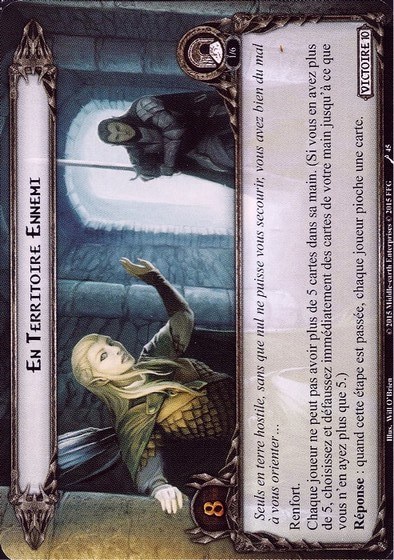 EN TERRITOIRE ENNEMI
1/6
8
Seuls en terre hostile, sans que nul ne puisse vous secourir, vous avez bien du mal
à vous orienter ...
Renfort.
Chaque joueur ne peut pas avoir plus de 5 cartes dans sa main. (Si vous en avez plus
de 5, choisissez et défaussez immédiatement des cartes de votre main jusqu'à ce que
vous n'en ayez plus que 5.)
Réponse : quand cette étape est passée, chaque joueur pioche une carte.
VICTOIRE 10
Illus. Will O'Brien
© 2015 Middle-earth Enterprises © 2015 FFG
45